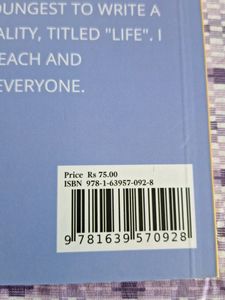 OUNGEST TO WRITE A
ALITY, TITLED "LIFE". I
EACH AND
EVERYONE.
Price Rs 75.00
ISBN 978-1-63957-092-8
9 781639 570928